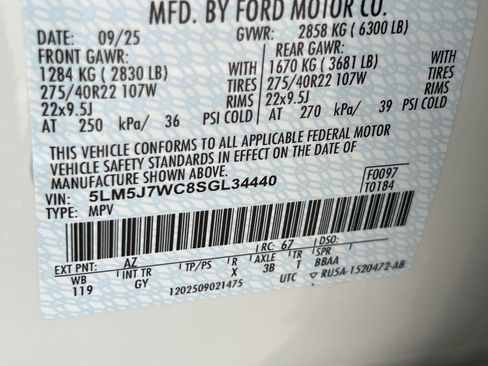 MFD. BY FORD MOTOR CO.
DATE: 09/25 GVWR: 2858 KG ( 6300 LB)
FRONT GAWR: REAR GAWR:
1284 KG ( 2830 LB) WITH 1670 KG ( 3681 LB) WITH
275/40R22 107W TIRES 275/40R22 107W TIRES
22x9.5J RIMS 22x9.5J RIMS
AT 250 kPa/ 36 PSI COLD AT 270 kPa/ 39 PSI COLD
THIS VEHICLE CONFORMS TO ALL APPLICABLE FEDERAL MOTOR
VEHICLE SAFETY STANDARDS IN EFFECT ON THE DATE OF
MANUFACTURE SHOWN ABOVE.
VIN: 5LM5J7WC8SGL34440 F0097
TYPE: MPV T0184
EXT PNT: AZ RC: 67 DSO:
WB INT TR TP/PS R AXLE TR SPR
119 GY X 3B T BBAA
1202509021475 UTC ▽ RU5A-1520472-AB